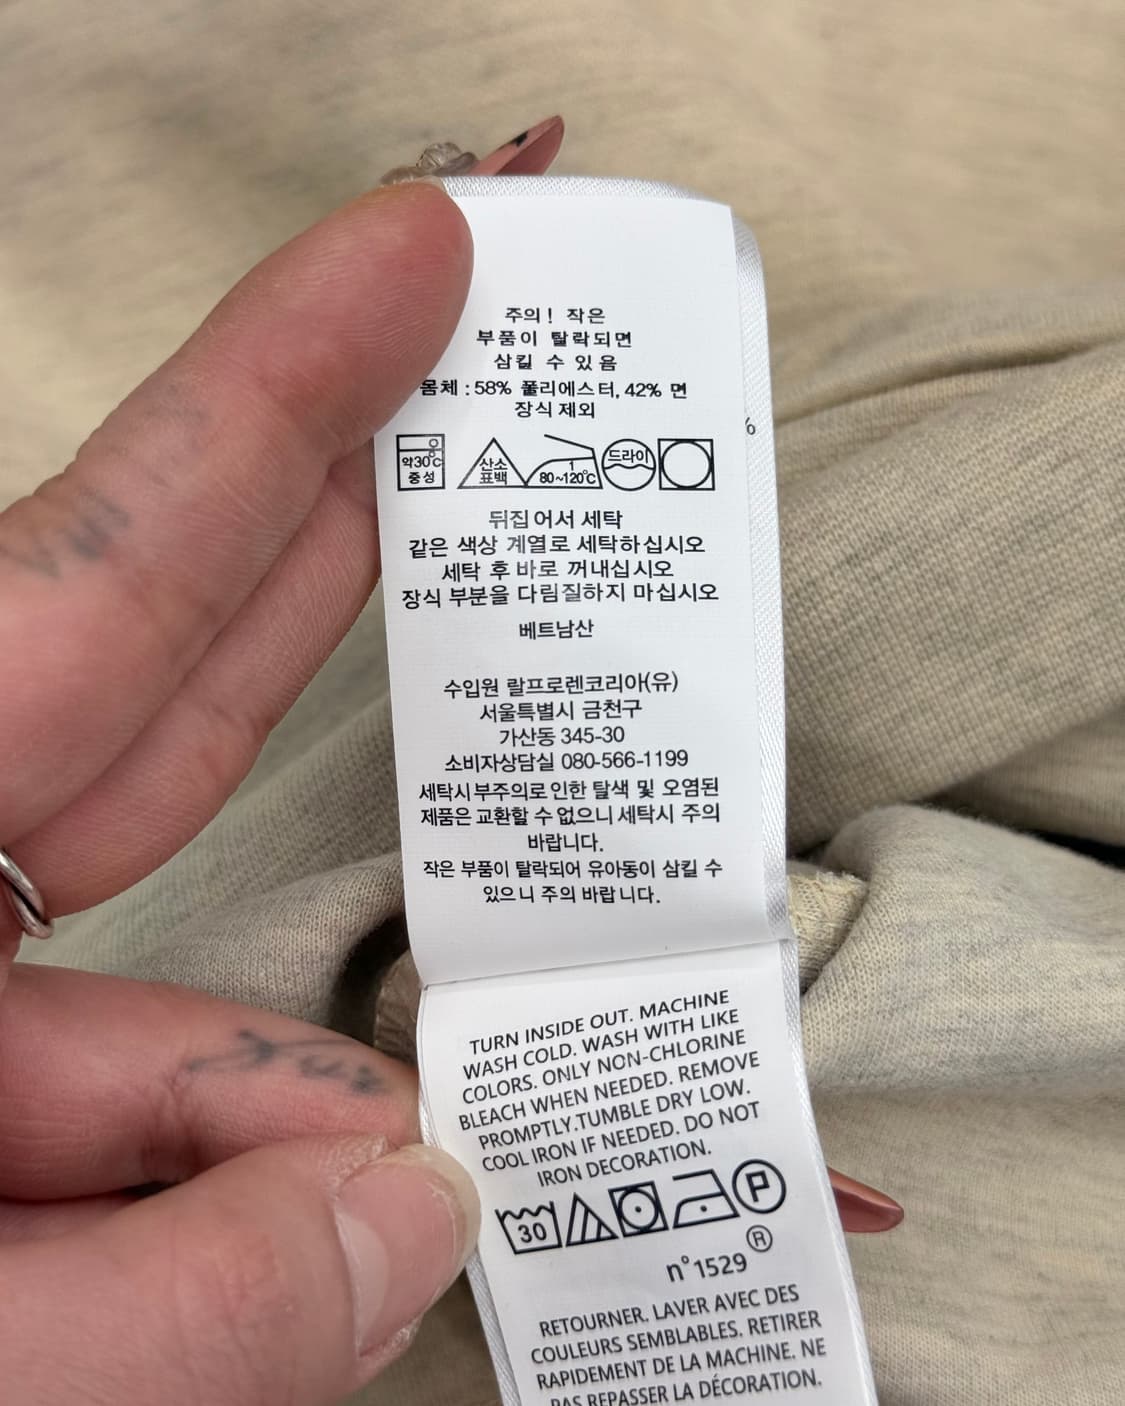 주의! 작은
부품이 탈락되면
삼킬 수 있음
몸체 : 58% 폴리에스터, 42% 면
장식 제외
약30℃
중성
산소
표백
1
80~120℃
드라이
%
뒤집어서 세탁
같은 색상 계열로 세탁하십시오
세탁 후 바로 꺼내십시오
장식 부분을 다림질하지 마십시오
베트남산
수입원 랄프로렌코리아(유)
서울특별시 금천구
가산동 345-30
소비자상담실 080-566-1199
세탁시부주의로인한 탈색 및 오염된
제품은교환할 수 없으니세탁시 주의
바랍니다.
작은 부품이 탈락되어 유아동이 삼킬 수
있으니 주의 바랍니다.
TURN INSIDE OUT. MACHINE
WASH COLD. WASH WITH LIKE
COLORS. ONLY NON-CHLORINE
BLEACH WHEN NEEDED. REMOVE
PROMPTLY.TUMBLE DRY LOW.
COOL IRON IF NEEDED. DO NOT
IRON DECORATION.
30
P
n°1529 ®
RETOURNER. LAVER AVEC DES
COULEURS SEMBLABLES. RETIRER
RAPIDEMENT DE LA MACHINE. NE
PAS REPASSER LA DÉCORATION.